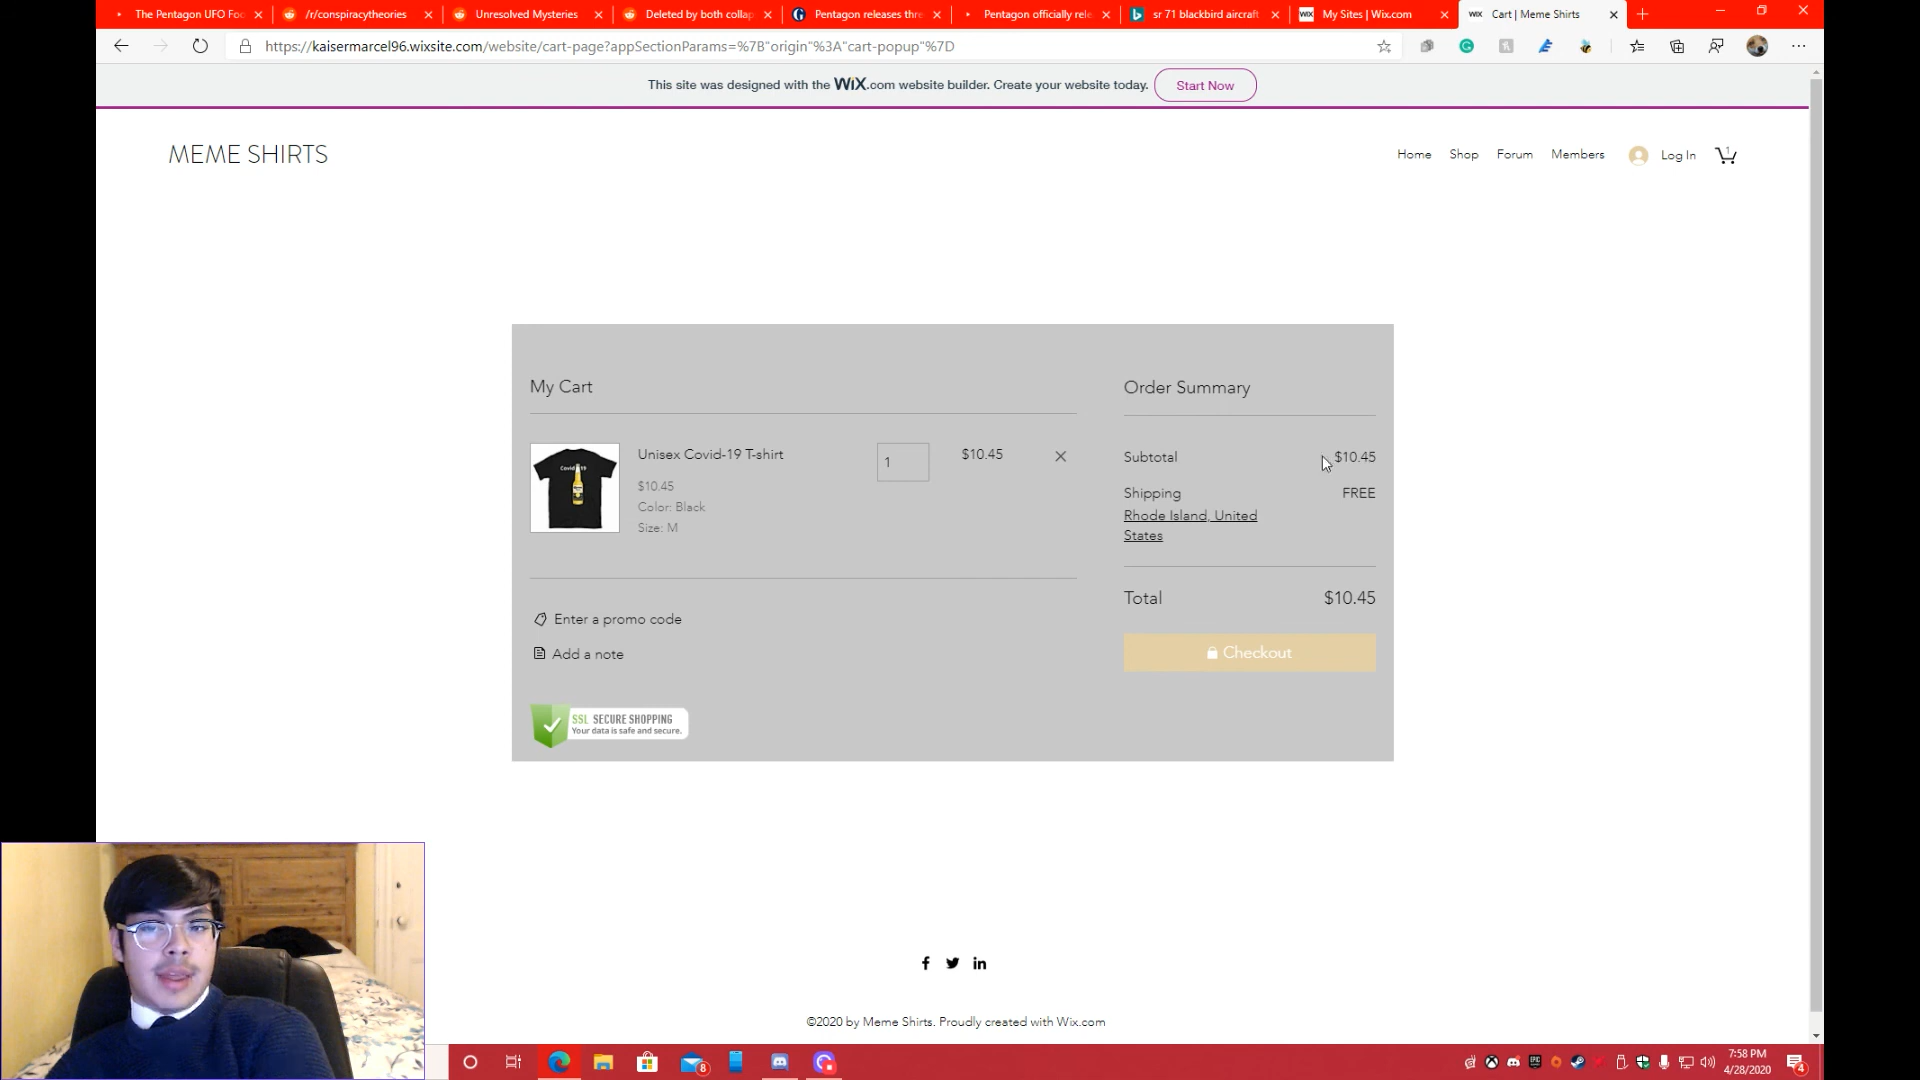 The Pentagon UFO Foo
/r/conspiracytheories
Unresolved Mysteries
Deleted by both collap
Pentagon releases thre
Pentagon officially rele
sr 71 blackbird aircraft
WIX My Sites | Wix.com
WIX Cart | Meme Shirts
https://kaisermarcel96.wixsite.com/website/cart-page?appSectionParams=%7B"origin"%3A"cart-popup"%7D
This site was designed with the WiX.com website builder. Create your website today. Start Now
MEME SHIRTS
Home Shop Forum Members Log In 1
My Cart
Order Summary
Covid-19
Unisex Covid-19 T-shirt
1
$10.45
$10.45
Color: Black
Size: M
Subtotal $10.45
Shipping FREE
Rhode Island, United
States
Enter a promo code
Add a note
Total $10.45
Checkout
SSL SECURE SHOPPING
Your data is safe and secure.
©2020 by Meme Shirts. Proudly created with Wix.com
8
7:58 PM
4/28/2020
4